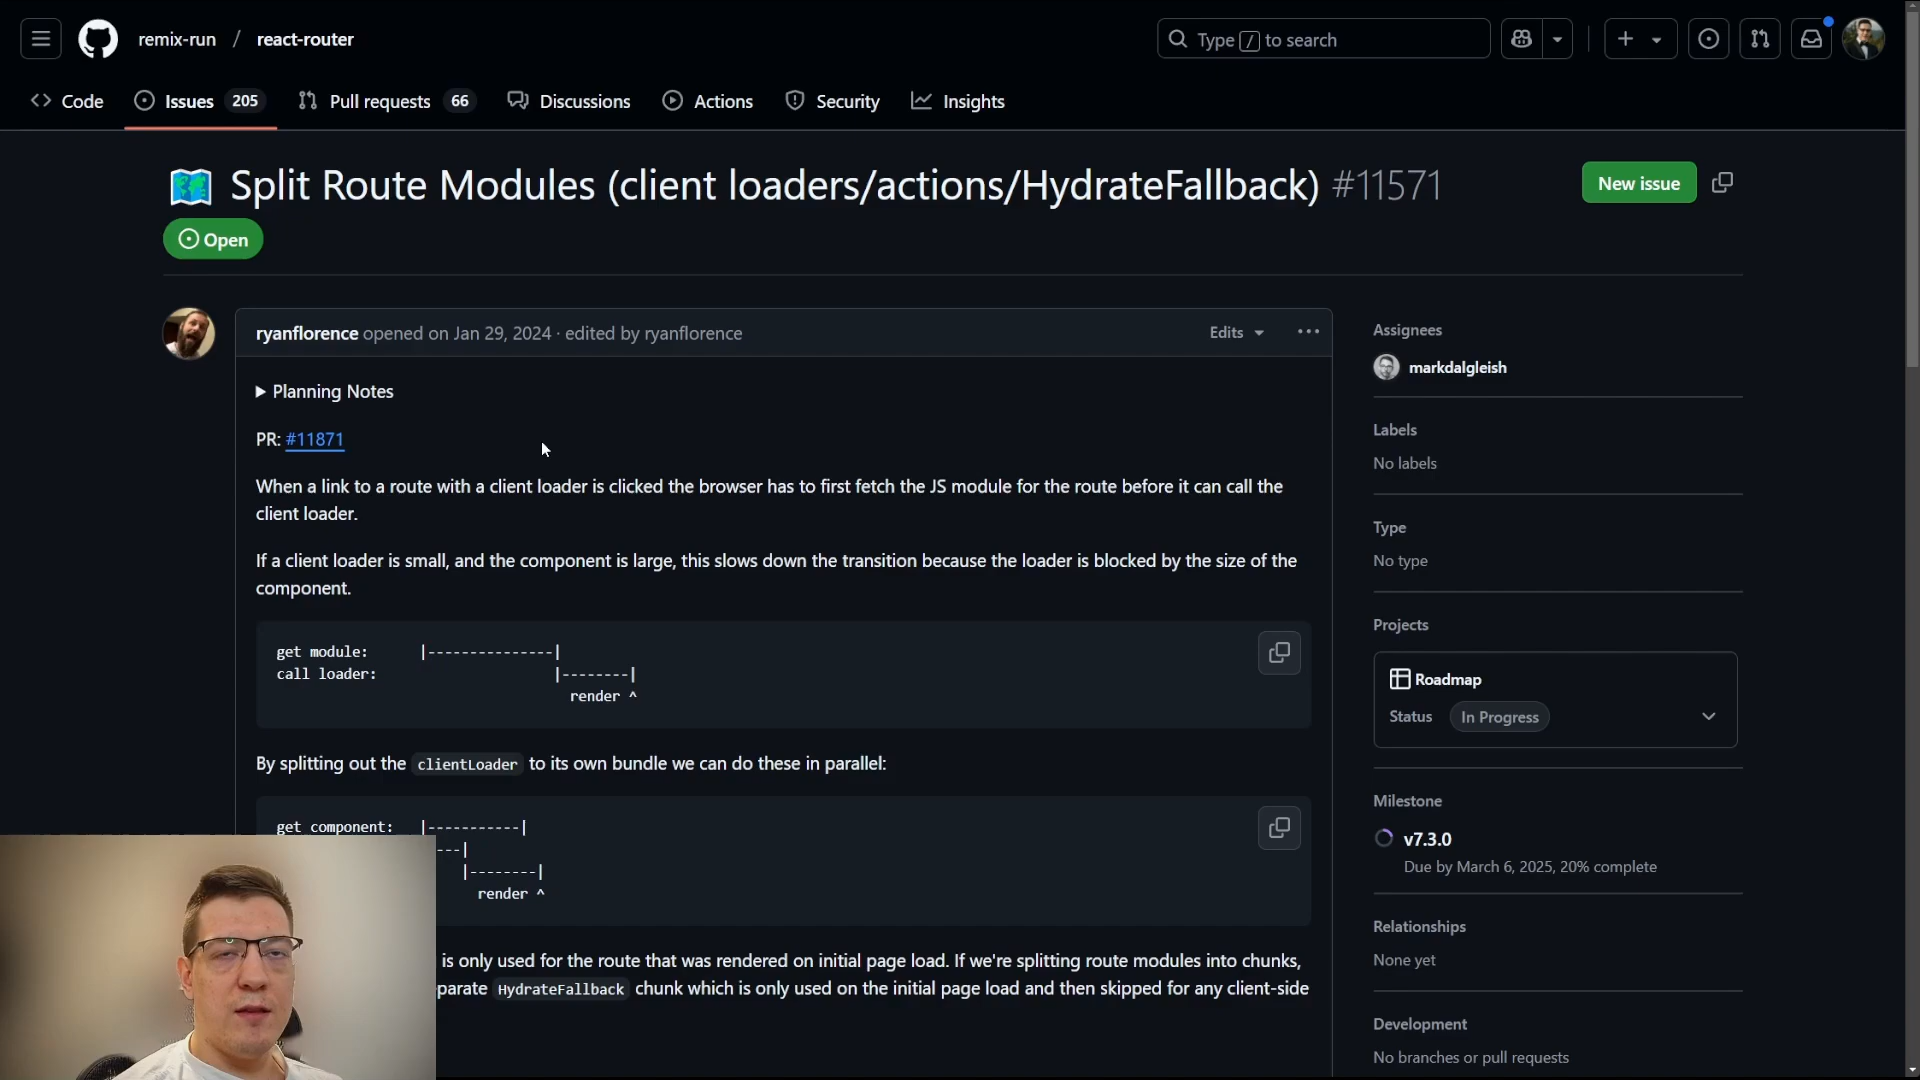 remix-run / react-router
Type / to search
Code
Issues 205
Pull requests 66
Discussions
Actions
Security
Insights
Split Route Modules (client loaders/actions/HydrateFallback) #11571
New issue
Open
ryanflorence opened on Jan 29, 2024 · edited by ryanflorence
Edits
Planning Notes
PR: #11871
When a link to a route with a client loader is clicked the browser has to first fetch the JS module for the route before it can call the
client loader.
If a client loader is small, and the component is large, this slows down the transition because the loader is blocked by the size of the
component.
get module: |---------------|
call loader: |--------|
render ^
By splitting out the clientLoader to its own bundle we can do these in parallel:
get component: |-----------|
---|
|--------|
render ^
is only used for the route that was rendered on initial page load. If we're splitting route modules into chunks,
parate HydrateFallback chunk which is only used on the initial page load and then skipped for any client-side
Assignees
markdalgleish
Labels
No labels
Type
No type
Projects
Roadmap
Status In Progress
Milestone
v7.3.0
Due by March 6, 2025, 20% complete
Relationships
None yet
Development
No branches or pull requests